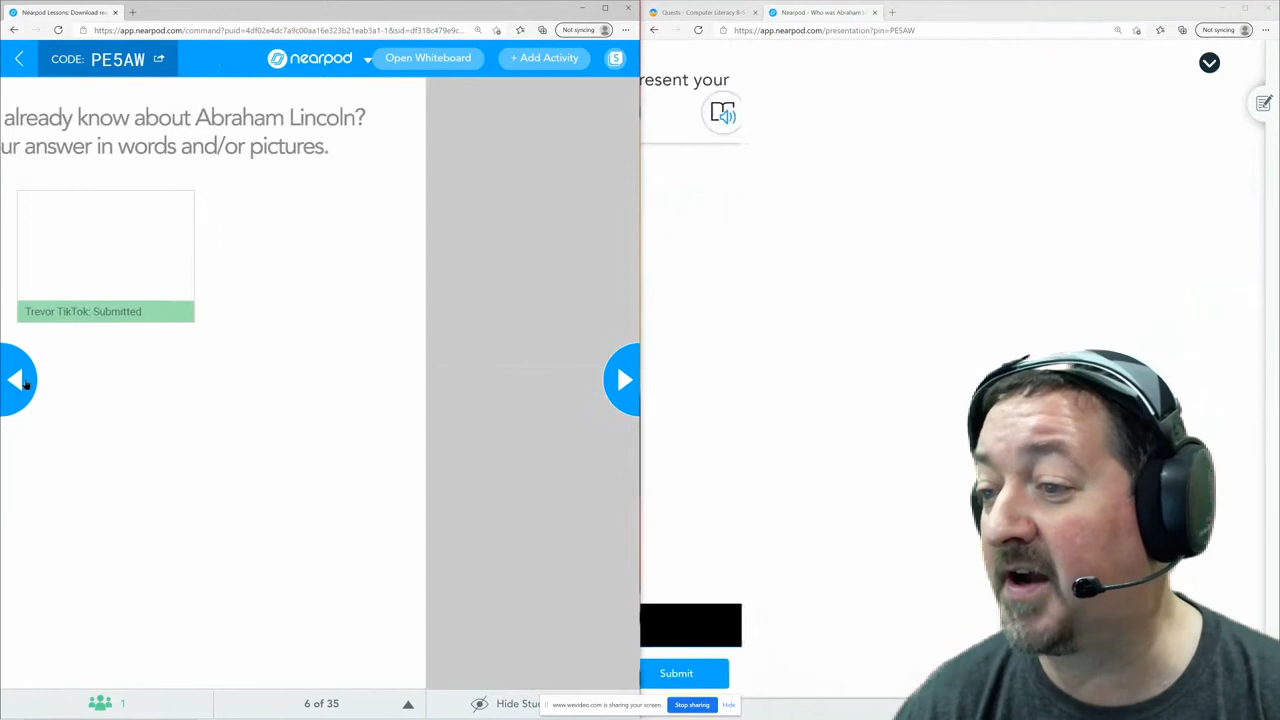 Nearpod Lessons: Download rea
https://app.nearpod.com/command?puid=4df02e4dc7a9c00aa16e323b21eab3a1-1&sid=df318c479e9c...
Not syncing
CODE: PE5AW
nearpod
Open Whiteboard
+ Add Activity
S
already know about Abraham Lincoln?
ur answer in words and/or pictures.
Trevor TikTok: Submitted
1
6 of 35
Hide Stu
www.wevideo.com is sharing your screen.
Stop sharing
Hide
Quests - Computer Literacy 8-5
Nearpod - Who was Abraham L
https://app.nearpod.com/presentation?pin=PE5AW
Not syncing
resent your
Submit